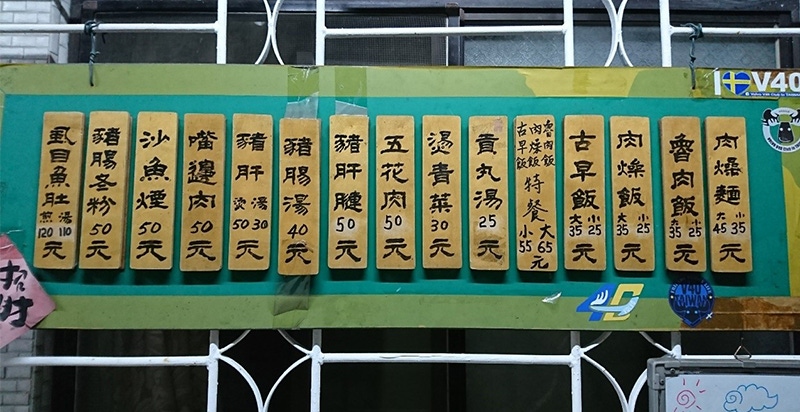 肉燥麵 大45 小35 元
魯肉飯 大35 小25 元
肉燥飯 大35 小25 元
古早飯 大35 小25 元
魯肉飯 肉燥飯 古早飯 特餐 大65 小55 元
貢丸湯 25 元
燙青菜 30 元
五花肉 50 元
豬肝腱 50 元
豬腸湯 40 元
豬肝 湯30 燙50 元
嘴邊肉 50 元
沙魚煙 50 元
豬腸冬粉 50 元
虱目魚肚 湯110 煎120 元
招財
V40
V40
TAIWAN